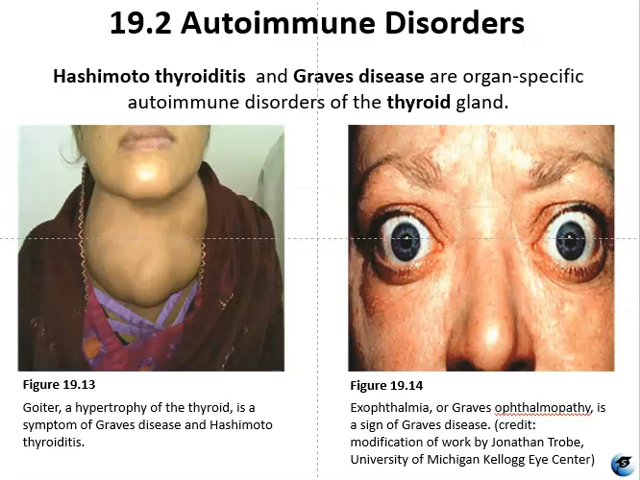 19.2 Autoimmune Disorders
Hashimoto thyroiditis and Graves disease are organ-specific
autoimmune disorders of the thyroid gland.
Figure 19.13
Goiter, a hypertrophy of the thyroid, is a
symptom of Graves disease and Hashimoto
thyroiditis.
Figure 19.14
Exophthalmia, or Graves ophthalmopathy, is
a sign of Graves disease. (credit:
modification of work by Jonathan Trobe,
University of Michigan Kellogg Eye Center)
S